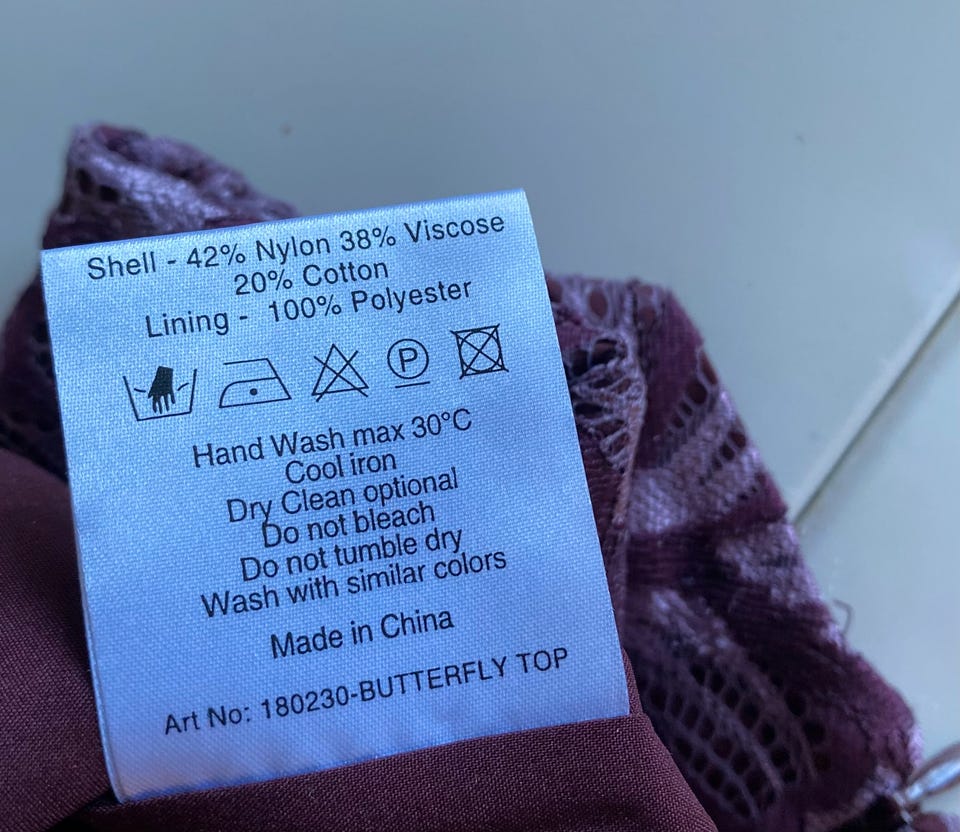 Shell - 42% Nylon 38% Viscose
20% Cotton
Lining - 100% Polyester
P
Hand Wash max 30°C
Cool iron
Dry Clean optional
Do not bleach
Do not tumble dry
Wash with similar colors
Made in China
Art No: 180230-BUTTERFLY TOP